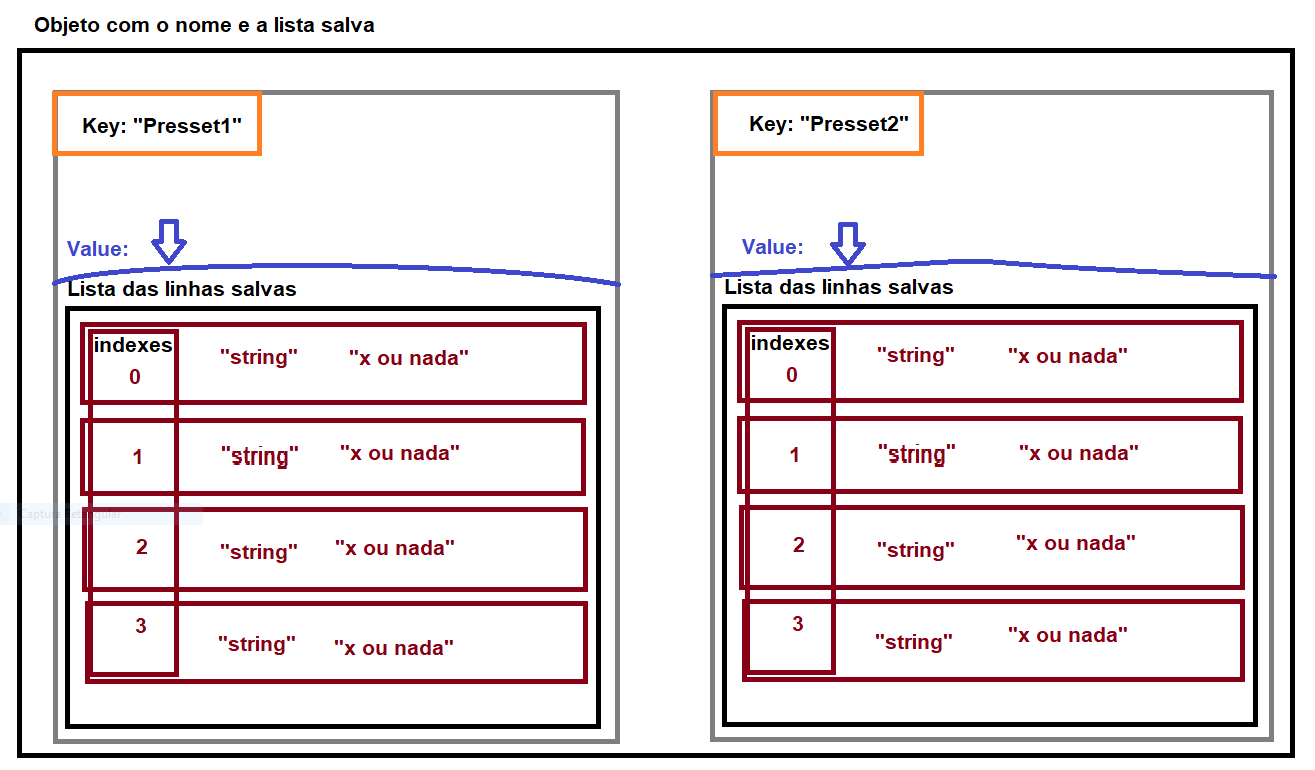 Objeto com o nome e a lista salva
Key: "Presset1"
Value:
Lista das linhas salvas
indexes
0 "string" "x ou nada"
1 "string" "x ou nada"
2 "string" "x ou nada"
3 "string" "x ou nada"
Key: "Presset2"
Value:
Lista das linhas salvas
indexes
0 "string" "x ou nada"
1 "string" "x ou nada"
2 "string" "x ou nada"
3 "string" "x ou nada"
Captura Retangular